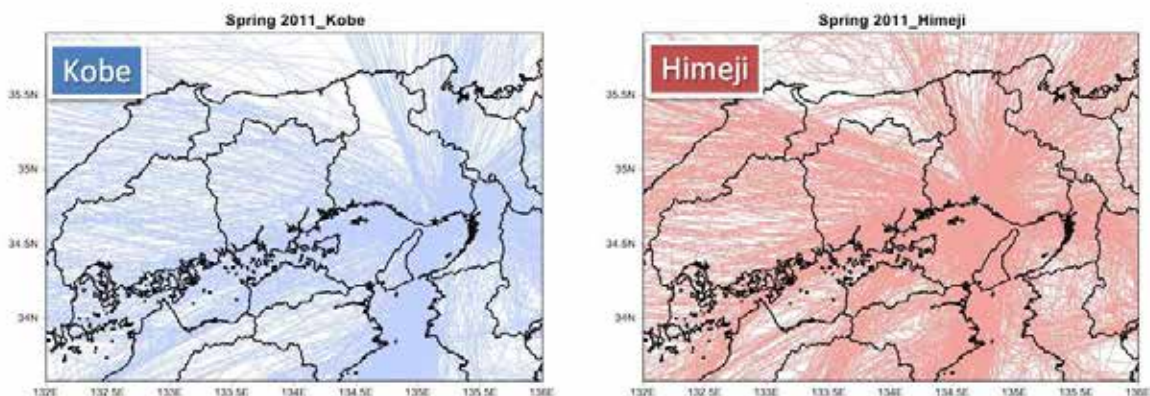 Spring 2011_Kobe
Kobe
35.5N
35N
34.5N
34N
132E 132.5E 133E 133.5E 134E 134.5E 135E 135.5E 136E
Spring 2011_Himeji
Himeji
35.5N
35N
34.5N
34N
132E 132.5E 133E 133.5E 134E 134.5E 135E 135.5E 136E